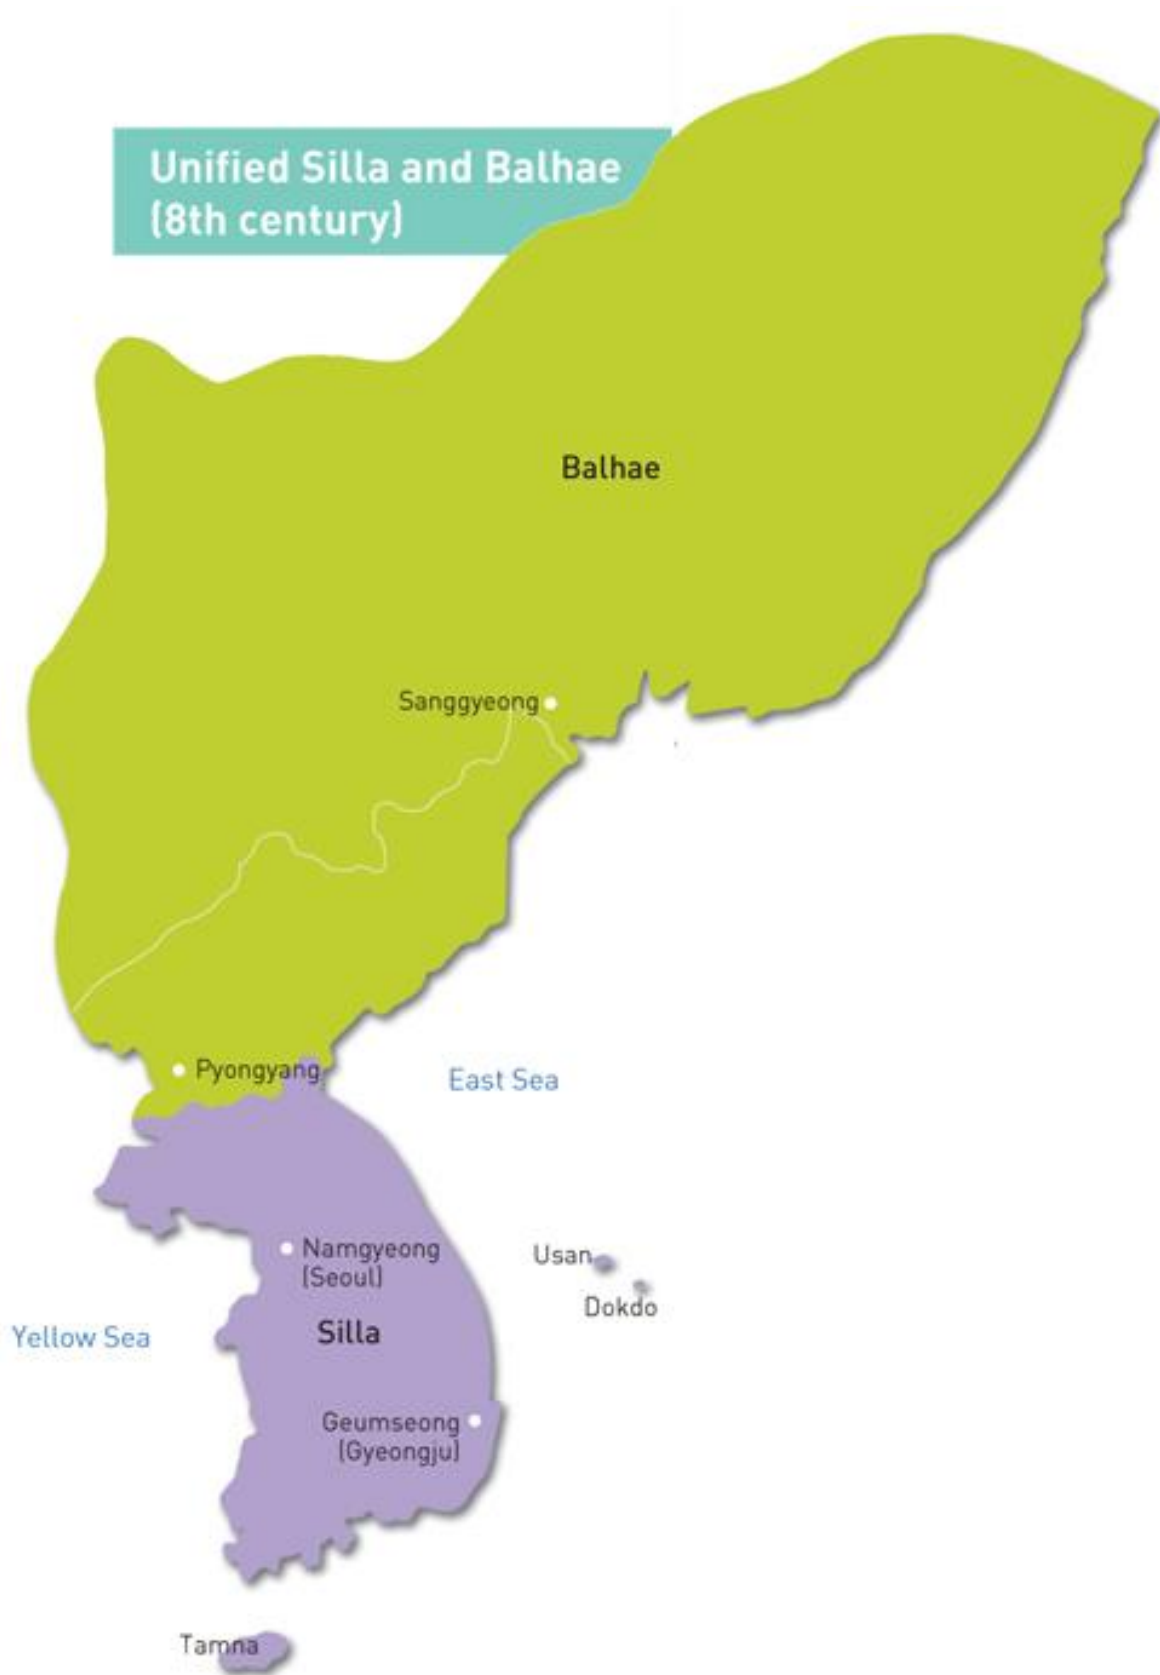 Unified Silla and Balhae
(8th century)
Balhae
Sanggyeong
Pyongyang
East Sea
Namgyeong
(Seoul)
Usan
Dokdo
Silla
Yellow Sea
Geumseong
(Gyeongju)
Tamna